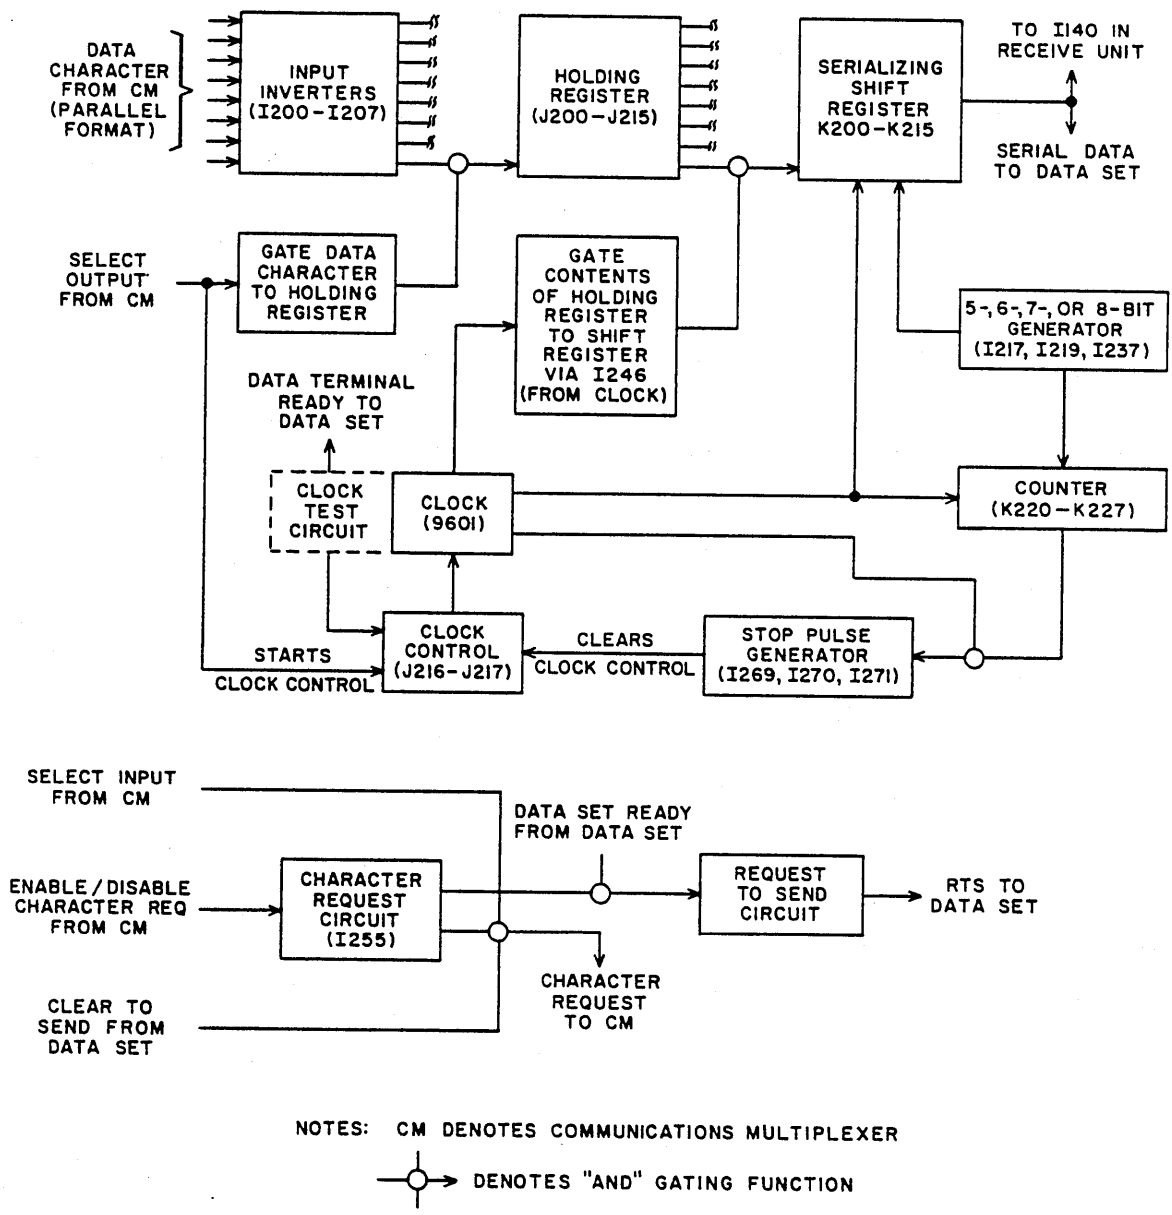 DATA
CHARACTER
FROM CM
(PARALLEL
FORMAT)
INPUT
INVERTERS
(I200-I207)
HOLDING
REGISTER
(J200-J215)
SERIALIZING
SHIFT
REGISTER
K200-K215
TO I140 IN
RECEIVE UNIT
SERIAL DATA
TO DATA SET
SELECT
OUTPUT
FROM CM
GATE DATA
CHARACTER
TO HOLDING
REGISTER
GATE
CONTENTS
OF HOLDING
REGISTER
TO SHIFT
REGISTER
VIA I246
(FROM CLOCK)
5-,6-,7-,OR 8-BIT
GENERATOR
(I217, I219, I237)
DATA TERMINAL
READY TO
DATA SET
CLOCK
TEST
CIRCUIT
CLOCK
(9601)
COUNTER
(K220-K227)
CLOCK
CONTROL
(J216-J217)
STARTS
CLOCK CONTROL
CLEARS
CLOCK CONTROL
STOP PULSE
GENERATOR
(I269, I270, I271)
SELECT INPUT
FROM CM
DATA SET READY
FROM DATA SET
ENABLE/DISABLE
CHARACTER REQ
FROM CM
CHARACTER
REQUEST
CIRCUIT
(I255)
REQUEST
TO SEND
CIRCUIT
RTS TO
DATA SET
CHARACTER
REQUEST
TO CM
CLEAR TO
SEND FROM
DATA SET
NOTES: CM DENOTES COMMUNICATIONS MULTIPLEXER
DENOTES "AND" GATING FUNCTION